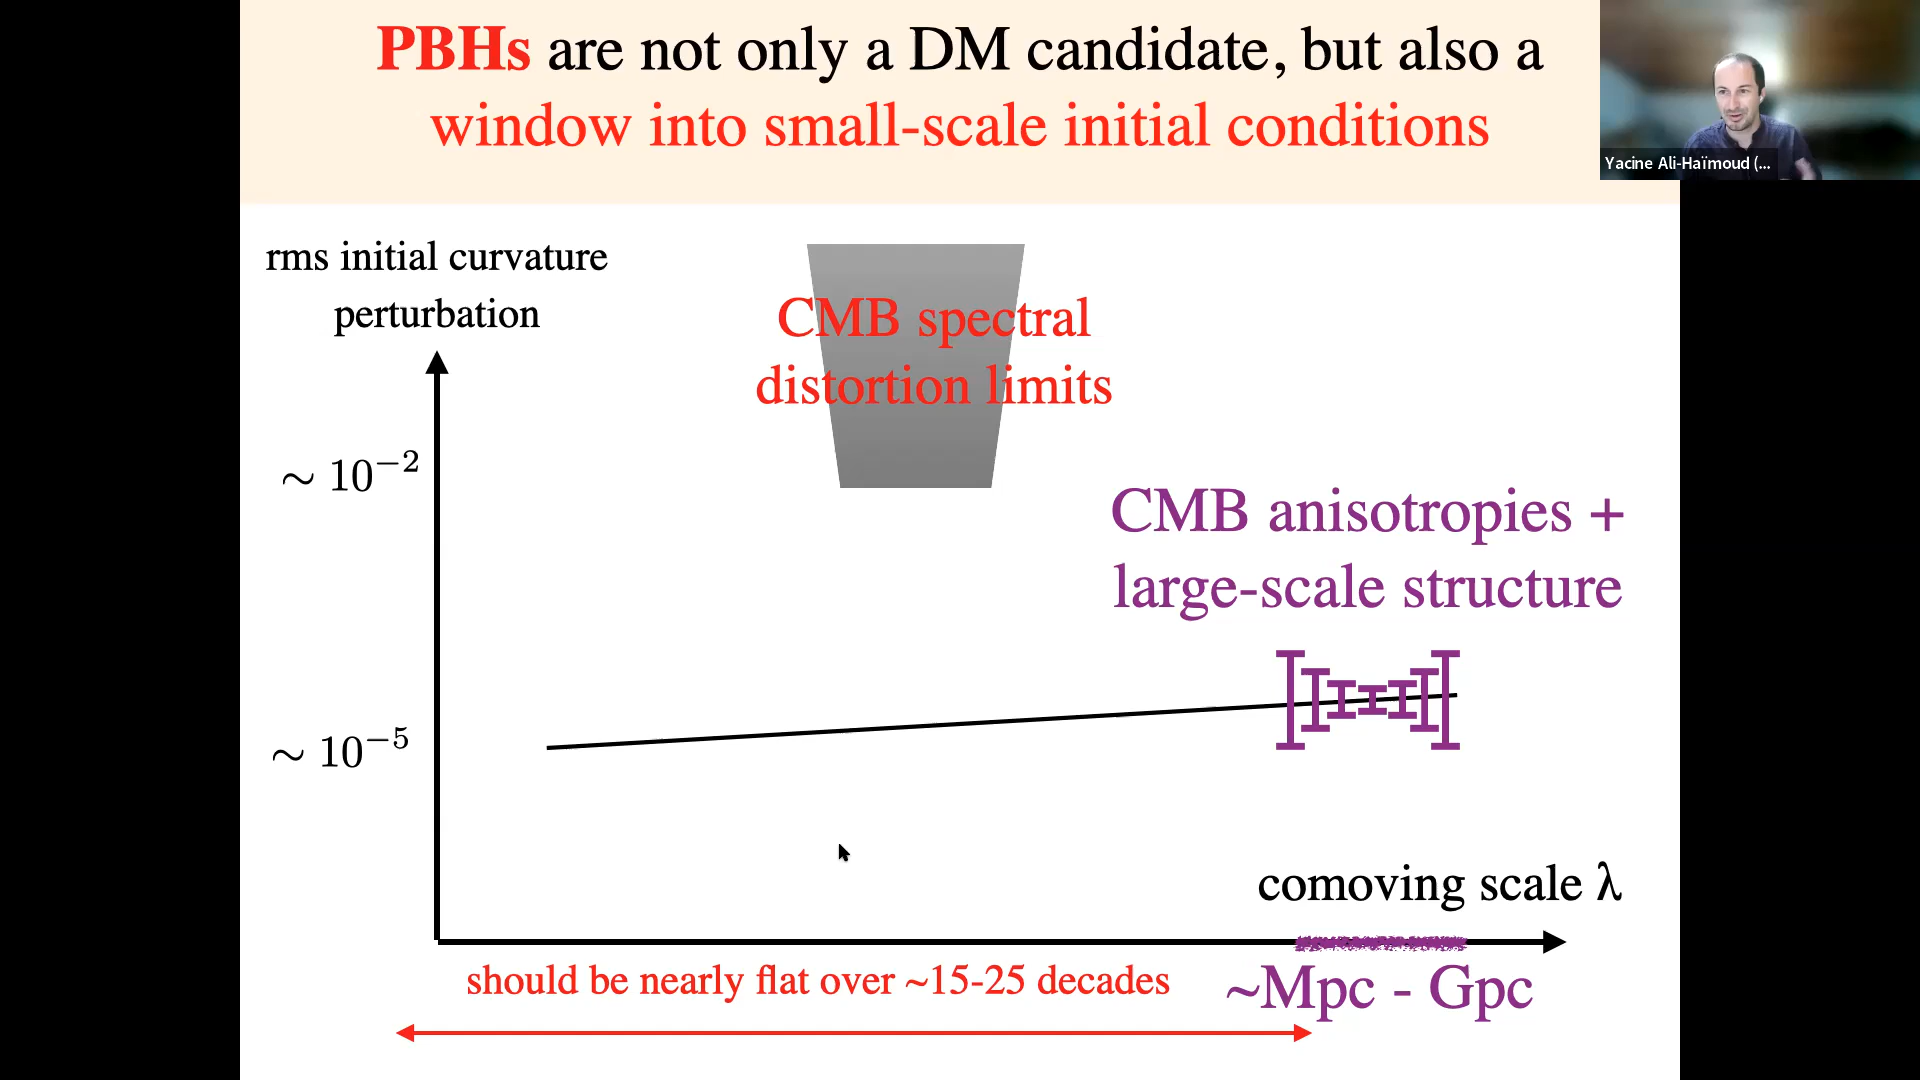 PBHs are not only a DM candidate, but also a
window into small-scale initial conditions
Yacine Ali-Haïmoud (...
rms initial curvature
perturbation
CMB spectral
distortion limits
∼ 10⁻²
CMB anisotropies +
large-scale structure
∼ 10⁻⁵
comoving scale λ
should be nearly flat over ~15-25 decades
~Mpc - Gpc